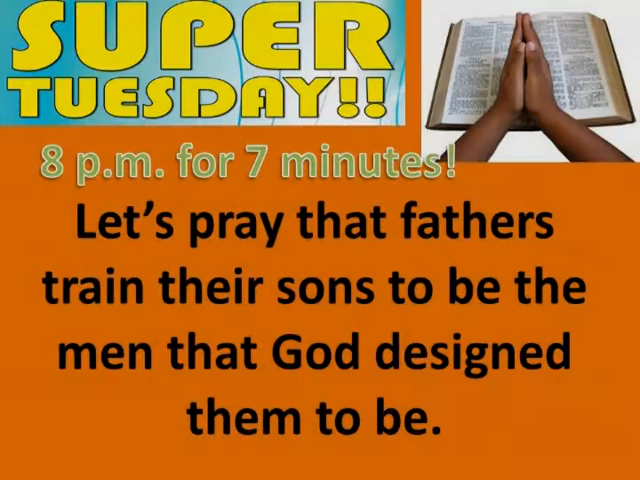 SUPER
TUESDAY!!
8 p.m. for 7 minutes!
Let’s pray that fathers
train their sons to be the
men that God designed
them to be.